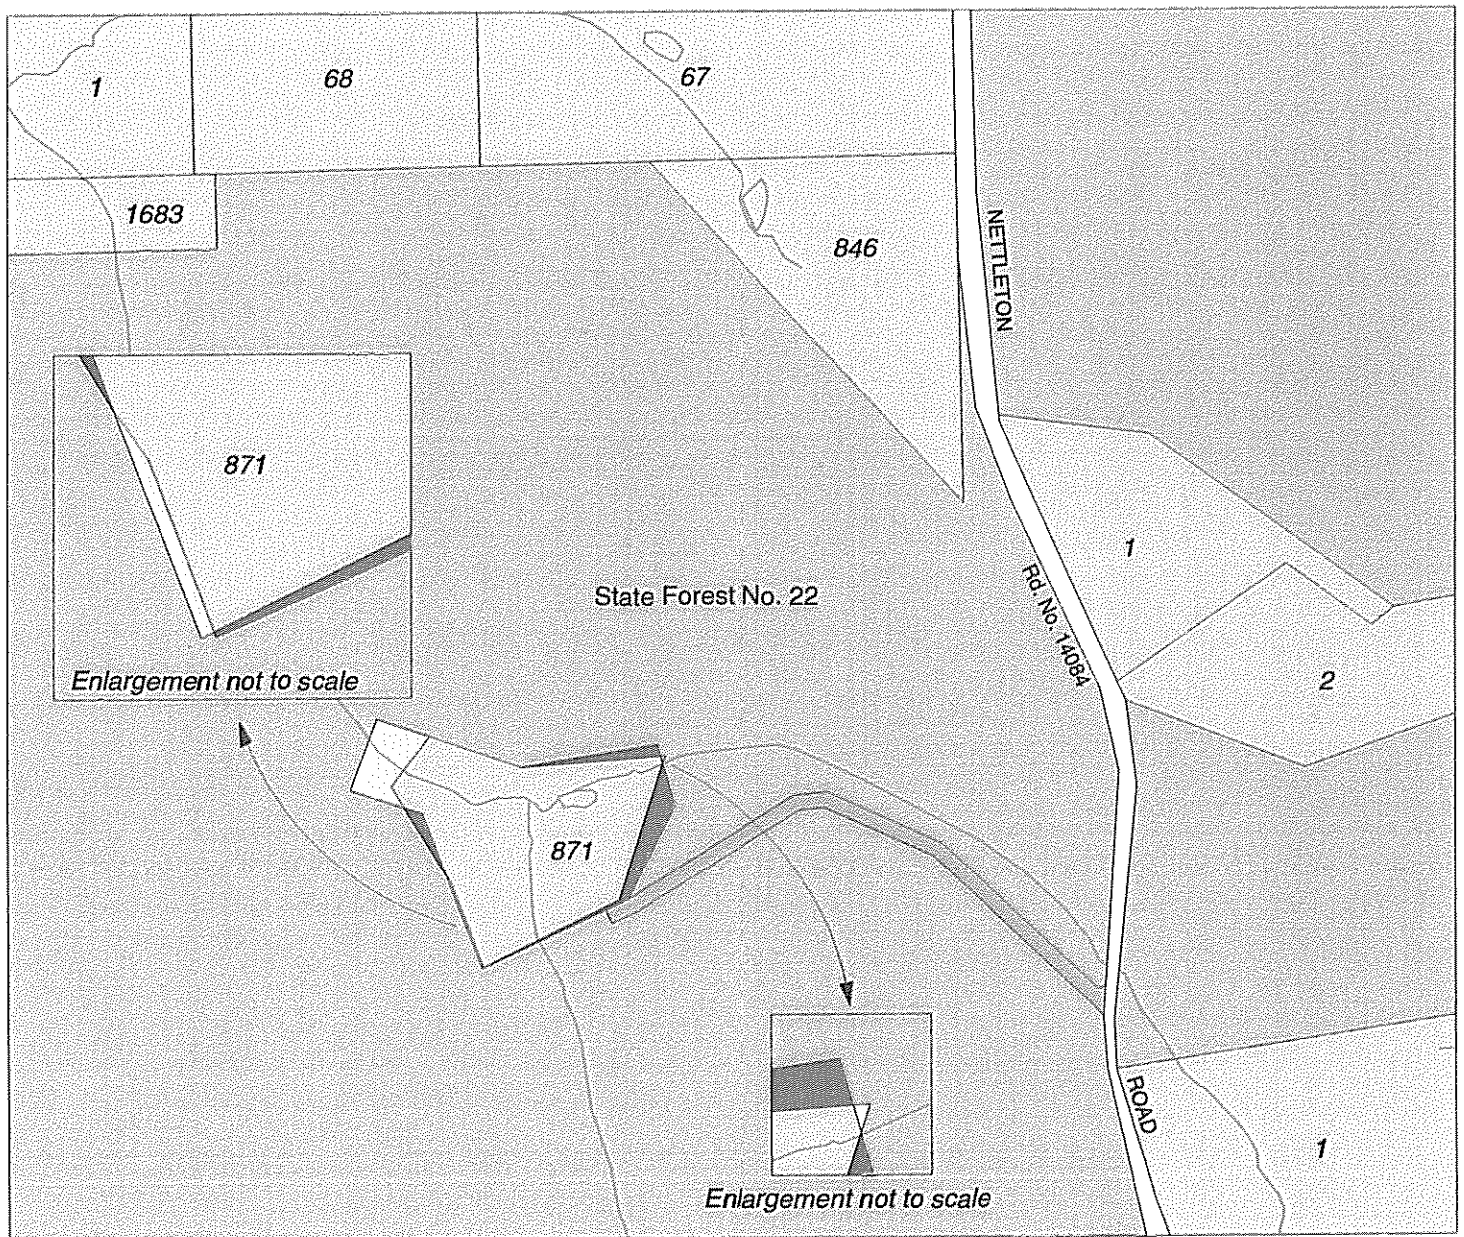 1
68
67
1683
846
NETTLETON
871
1
State Forest No. 22
Rd. No. 14084
Enlargement not to scale
2
871
ROAD
1
Enlargement not to scale